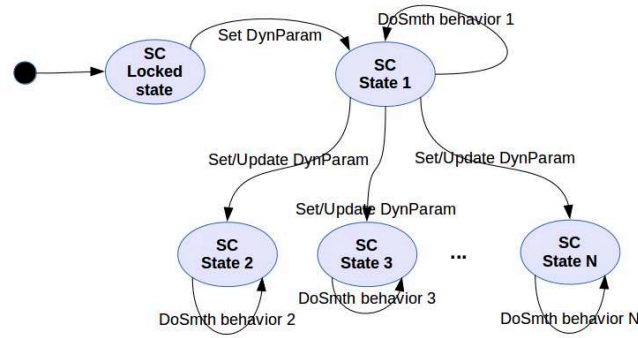 DoSmth behavior 1
Set DynParam
SC
Locked
state
SC
State 1
Set/Update DynParam
Set/Update DynParam
Set/Update DynParam
SC
State 2
SC
State 3
...
SC
State N
DoSmth behavior 2
DoSmth behavior 3
DoSmth behavior N